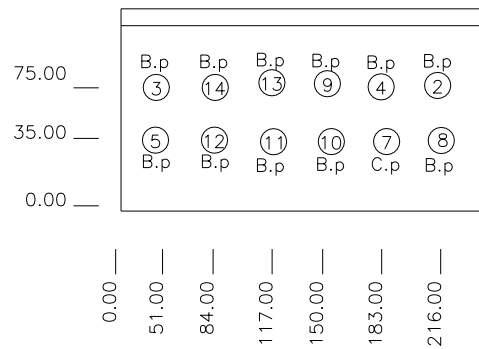 B.p B.p B.p B.p B.p B.p
75.00 3 14 13 9 4 2
35.00 5 12 11 10 7 8
B.p B.p B.p B.p C.p B.p
0.00
0.00 51.00 84.00 117.00 150.00 183.00 216.00